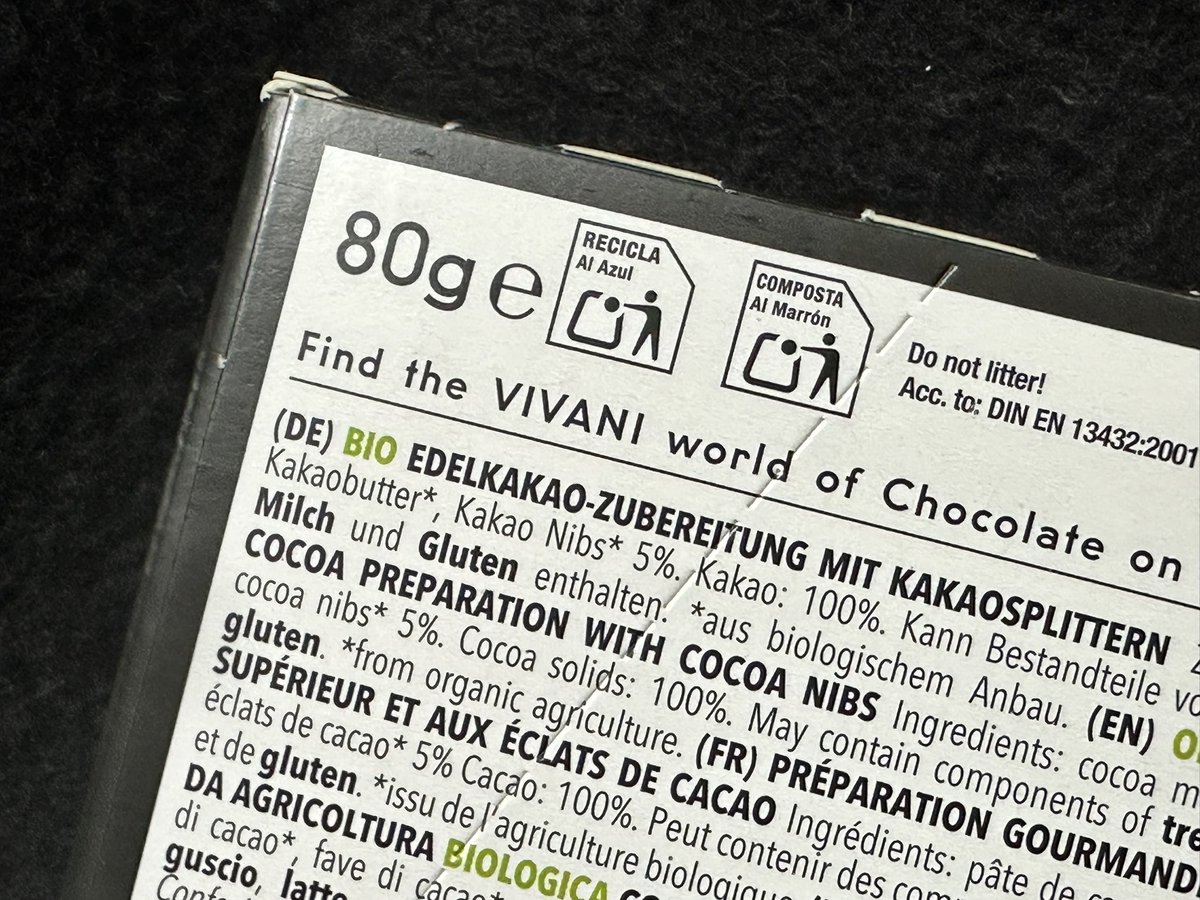 80g ℮
RECICLA
Al Azul
COMPOSTA
Al Marrón
Do not litter!
Acc. to: DIN EN 13432:2001
Find the VIVANI world of Chocolate on
(DE) BIO EDELKAKAO-ZUBEREITUNG MIT KAKAOSPLITTERN
Kakaobutter*, Kakao Nibs* 5%. Kakao: 100%. Kann Bestandteile
Milch und Gluten enthalten. *aus biologischem Anbau. (EN)
COCOA PREPARATION WITH COCOA NIBS Ingredients: cocoa
cocoa nibs* 5%. Cocoa solids: 100%. May contain components of
gluten. *from organic agriculture. (FR) PRÉPARATION GOURMAND
SUPÉRIEUR ET AUX ÉCLATS DE CACAO Ingrédients: pâte de
éclats de cacao* 5% Cacao: 100%. Peut contenir des
et de gluten. *issu de l'agriculture biologique.
DA AGRICOLTURA BIOLOGICA
di cacao*, fave di cacao*
guscio, latte